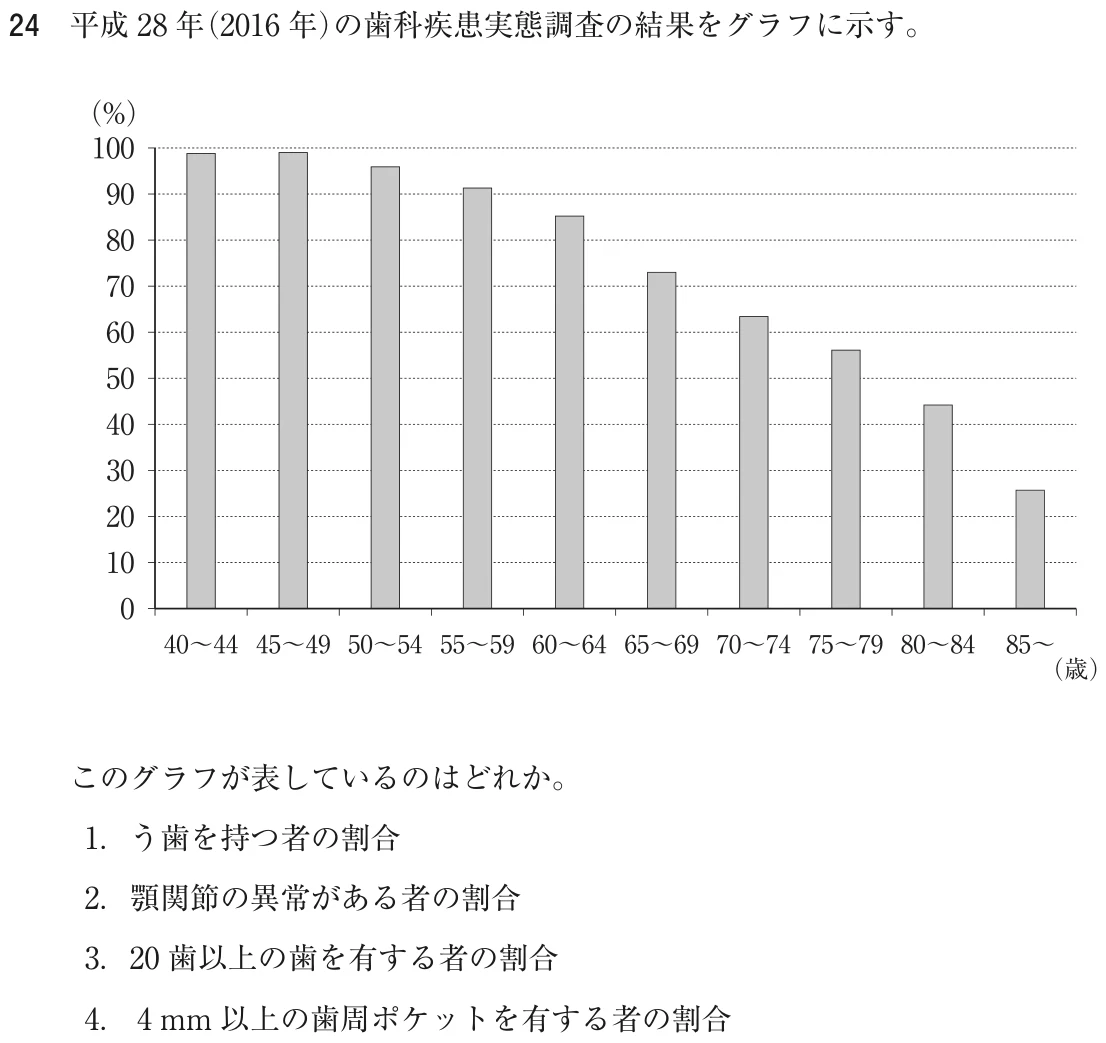 24 平成 28 年(2016 年)の歯科疾患実態調査の結果をグラフに示す。
(%)
100
90
80
70
60
50
40
30
20
10
0
40～44 45～49 50～54 55～59 60～64 65～69 70～74 75～79 80～84 85～
(歳)
このグラフが表しているのはどれか。
1. う歯を持つ者の割合
2. 顎関節の異常がある者の割合
3. 20 歯以上の歯を有する者の割合
4. 4 mm 以上の歯周ポケットを有する者の割合